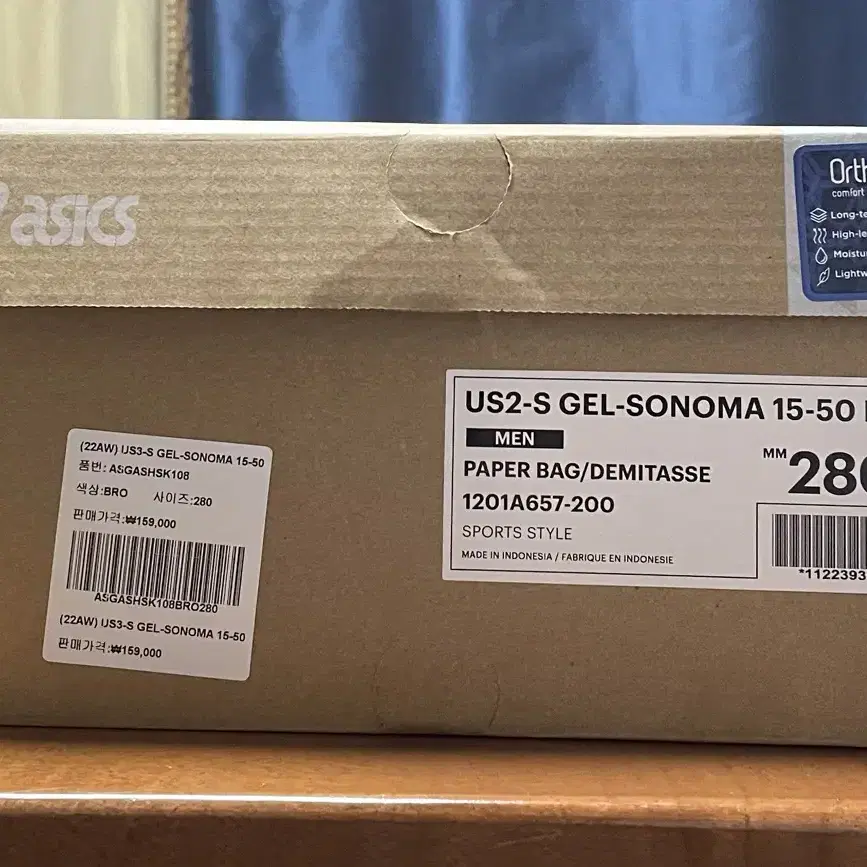 asics
Orth
comfort
Long-te
High-le
Moistu
Lightw
US2-S GEL-SONOMA 15-50
MEN
PAPER BAG/DEMITASSE
1201A657-200
SPORTS STYLE
MADE IN INDONESIA / FABRIQUE EN INDONESIE
MM 280
*1122393
(22AW) US3-S GEL-SONOMA 15-50
품번: ASGASHSK108
색상:BRO 사이즈:280
판매가격:₩159,000
ASGASHSK108BRO280
(22AW) US3-S GEL-SONOMA 15-50
판매가격:₩159,000